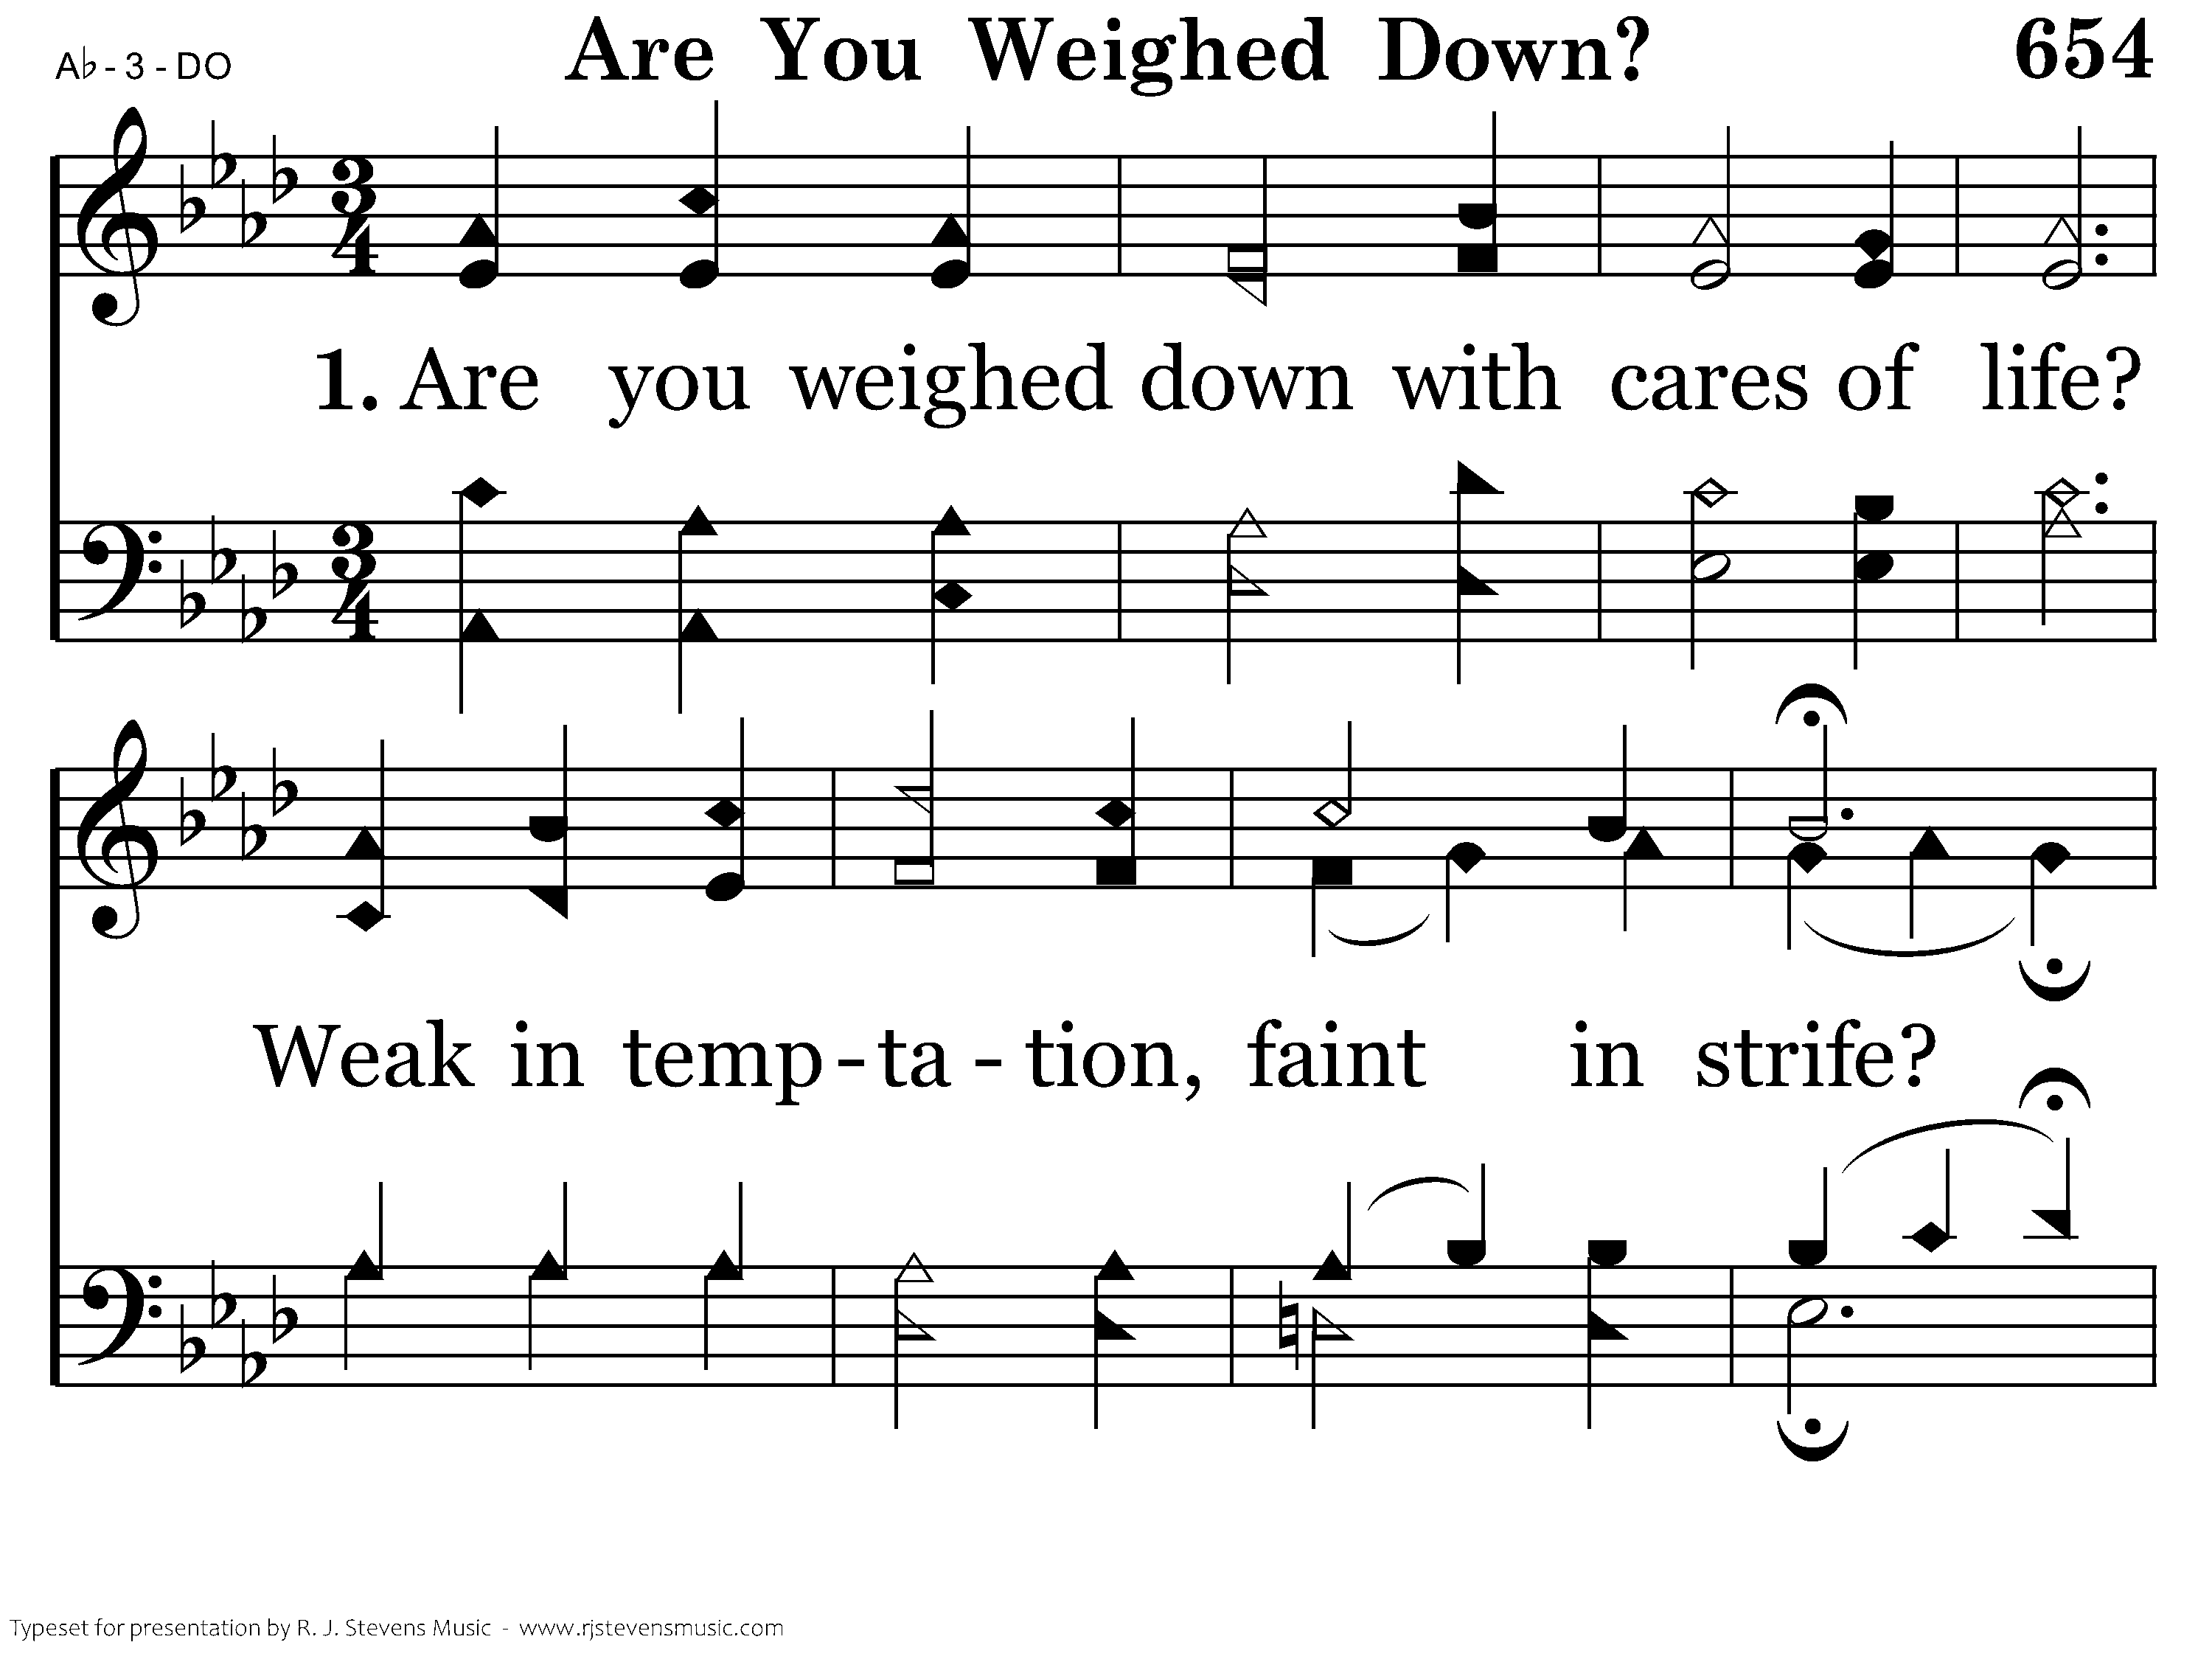 A♭ - 3 - DO Are You Weighed Down? 654
1. Are you weighed down with cares of life?
Weak in temp - ta - tion, faint in strife?
Typeset for presentation by R. J. Stevens Music - www.rjstevensmusic.com